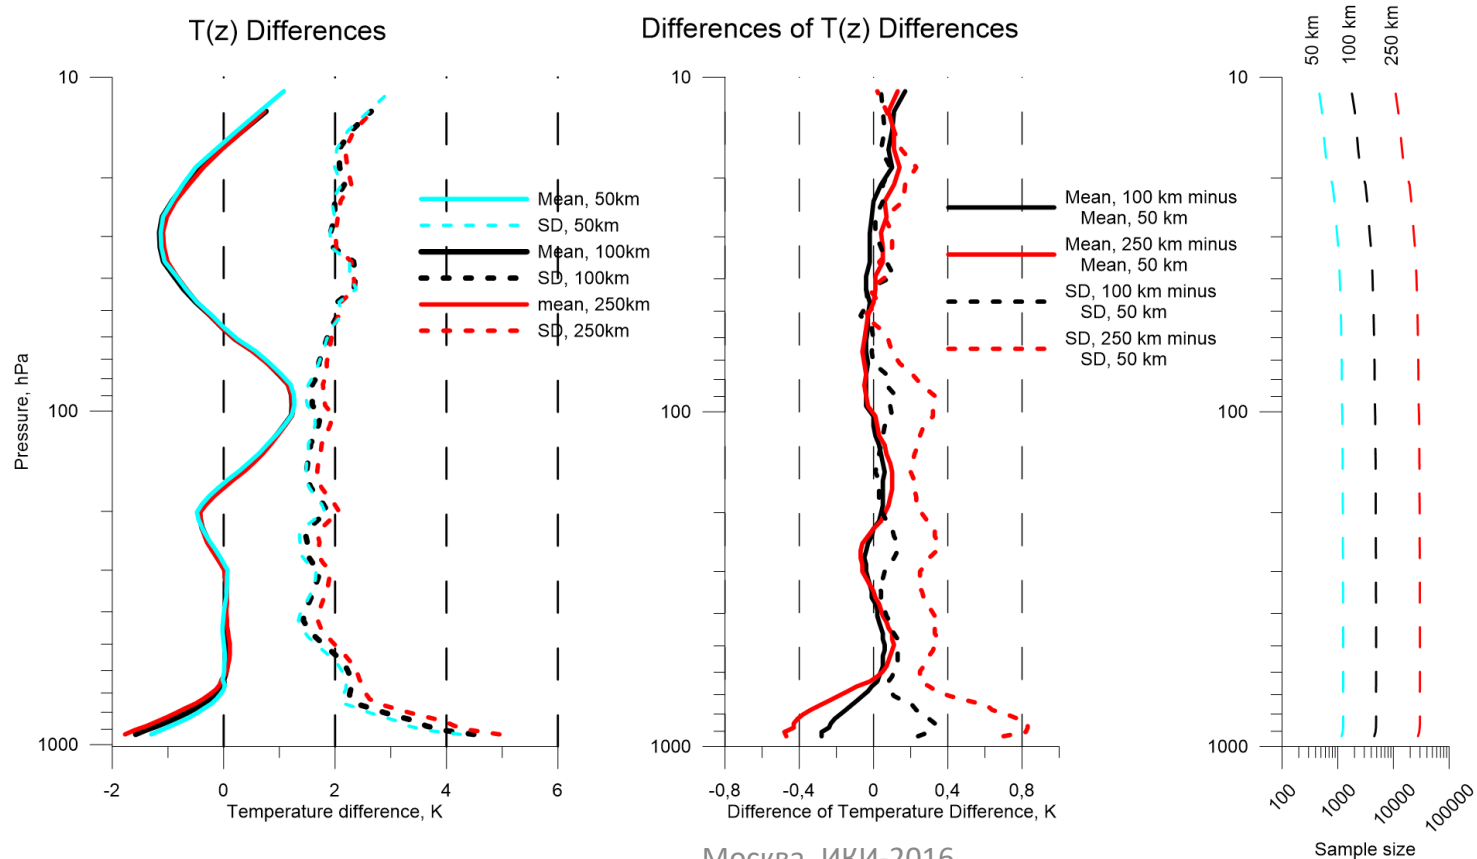 T(z) Differences
10
100
1000
Pressure, hPa
-2
0
2
4
6
Temperature difference, K
Mean, 50km
SD, 50km
Mean, 100km
SD, 100km
mean, 250km
SD, 250km
Differences of T(z) Differences
10
100
1000
-0,8
-0,4
0
0,4
0,8
Difference of Temperature Difference, K
Mean, 100 km minus
Mean, 50 km
Mean, 250 km minus
Mean, 50 km
SD, 100 km minus
SD, 50 km
SD, 250 km minus
SD, 50 km
50 km
100 km
250 km
10
100
1000
100
1000
10000
100000
Sample size
Москва, ИКИ-2016